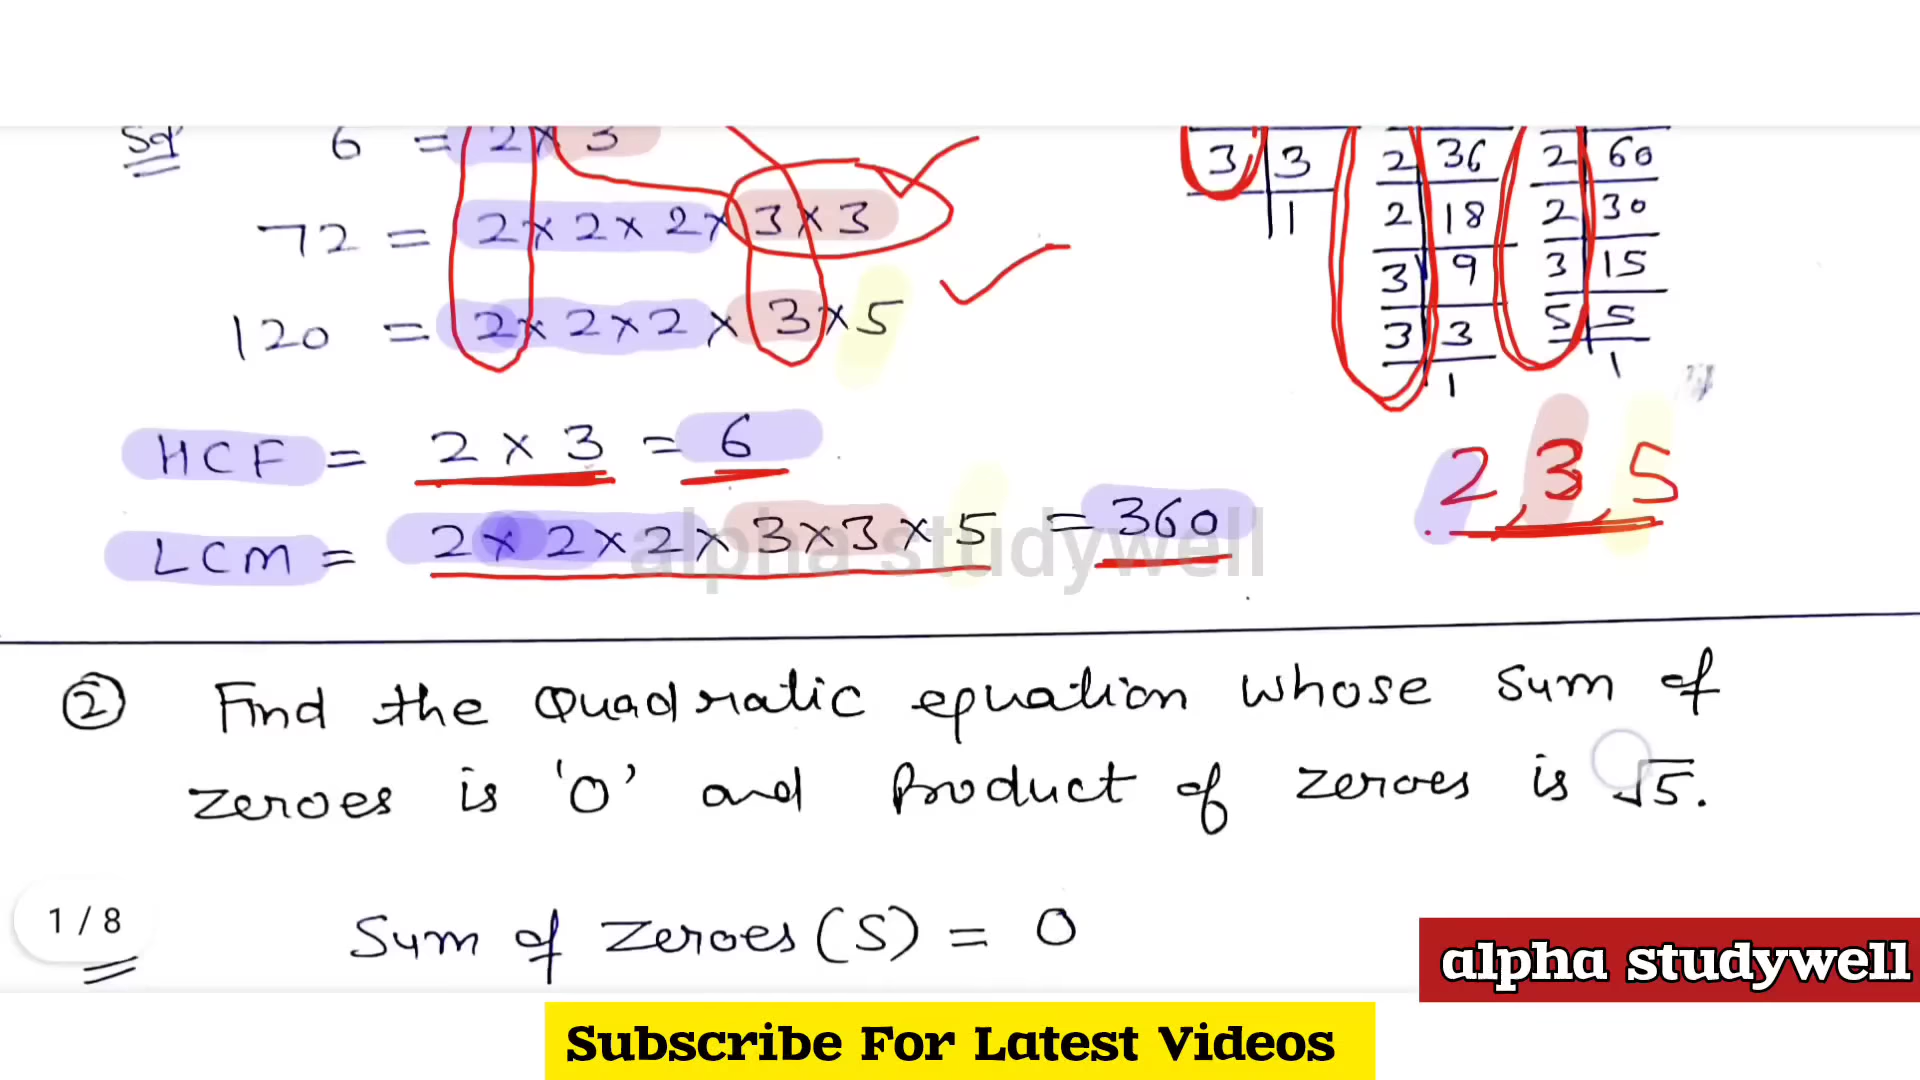 Sol 6 = 2 × 3
72 = 2 × 2 × 2 × 3 × 3
120 = 2 × 2 × 2 × 3 × 5
3 | 3
1
2 | 36
2 | 18
3 | 9
3 | 3
1
2 | 60
2 | 30
3 | 15
5 | 5
1
HCF = 2 × 3 = 6
2, 3, 5
LCM = 2 × 2 × 2 × 3 × 3 × 5 = 360
alpha studywell
② Find the Quadratic equation whose sum of
zeroes is '0' and Product of zeroes is √5.
1 / 8
Sum of zeroes (S) = 0
alpha studywell
Subscribe For Latest Videos